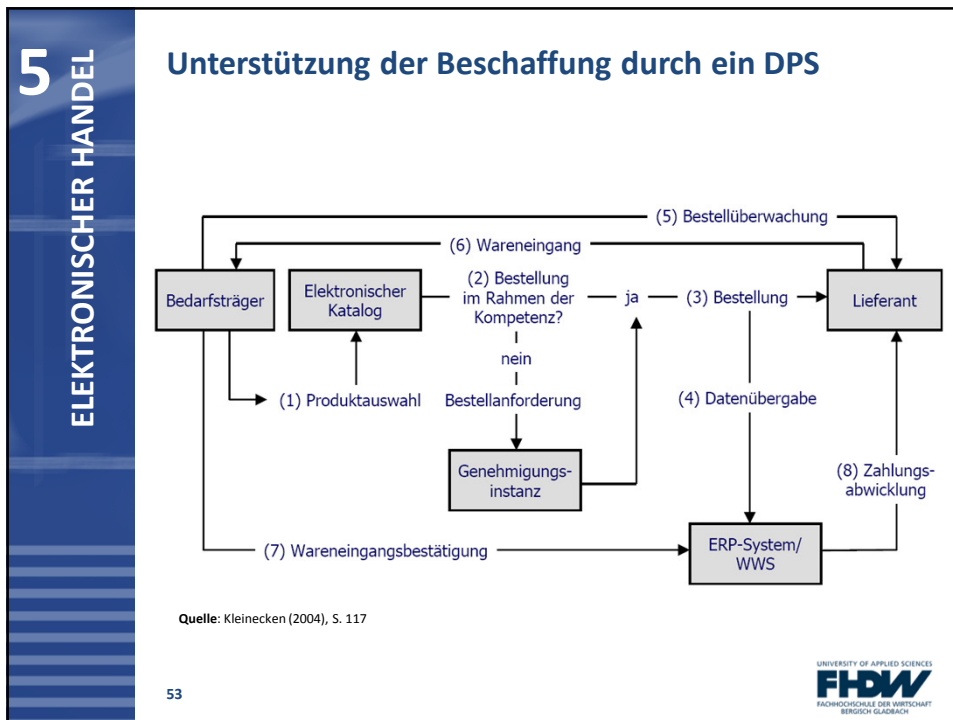 5
ELEKTRONISCHER HANDEL
Unterstützung der Beschaffung durch ein DPS
(5) Bestellüberwachung
(6) Wareneingang
Bedarfsträger
Elektronischer
Katalog
(2) Bestellung
im Rahmen der
Kompetenz?
ja
(3) Bestellung
Lieferant
nein
(1) Produktauswahl
Bestellanforderung
(4) Datenübergabe
Genehmigungs-
instanz
(8) Zahlungs-
abwicklung
(7) Wareneingangsbestätigung
ERP-System/
WWS
Quelle: Kleinecken (2004), S. 117
53
UNIVERSITY OF APPLIED SCIENCES
FHDW
FACHHOCHSCHULE DER WIRTSCHAFT
BERGISCH GLADBACH